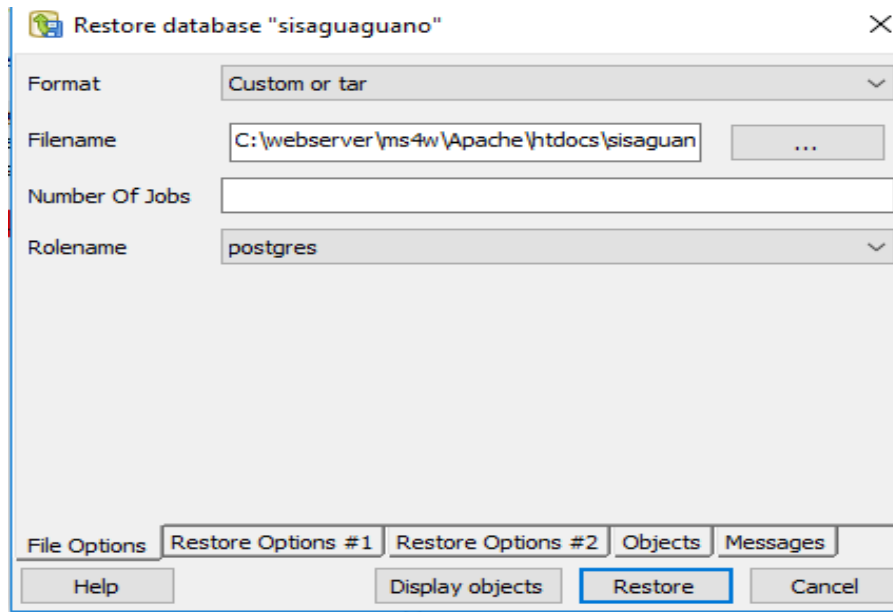 Restore database "sisaguaguano"
Format Custom or tar
Filename C:\webserver\ms4w\Apache\htdocs\sisaguan ...
Number Of Jobs
Rolename postgres
File Options Restore Options #1 Restore Options #2 Objects Messages
Help Display objects Restore Cancel